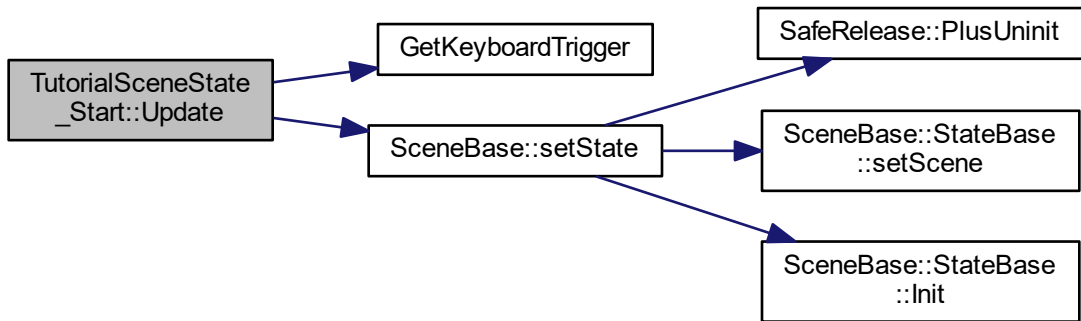 TutorialSceneState
_Start::Update
GetKeyboardTrigger
SceneBase::setState
SafeRelease::PlusUninit
SceneBase::StateBase
::setScene
SceneBase::StateBase
::Init